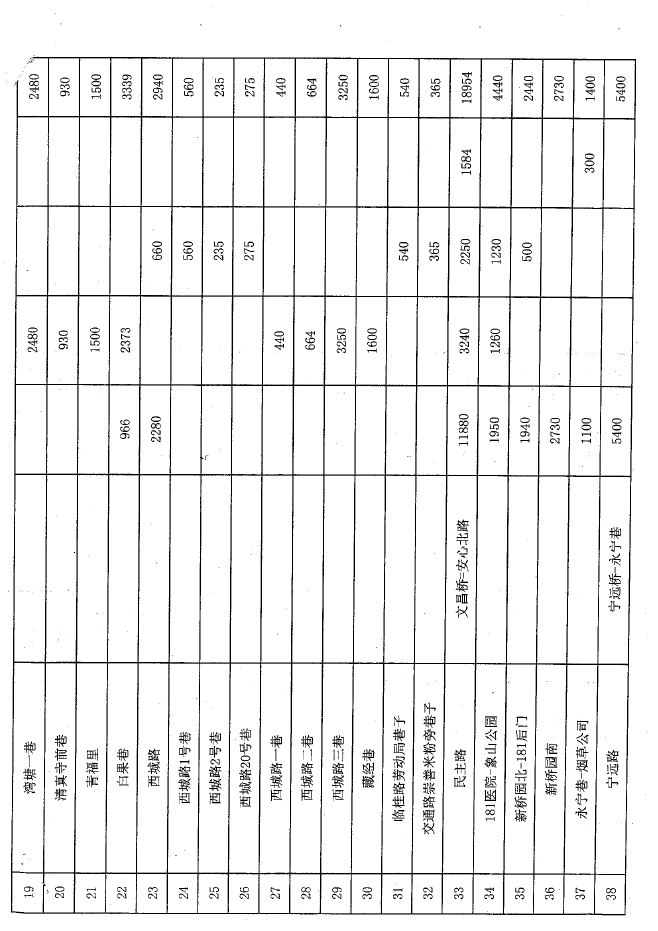 19 湾塘一巷 2480 2480
20 清真寺前巷 930 930
21 青福里 1500 1500
22 白果巷 966 2373 3339
23 西城路 2280 660 2940
24 西城路1号巷 560 560
25 西城路2号巷 235 235
26 西城路20号巷 275 275
27 西城路一巷 440 440
28 西城路二巷 664 664
29 西城路三巷 3250 3250
30 藏经巷 1600 1600
31 临桂路劳动局巷子 540 540
32 交通路崇善米粉旁巷子 365 365
33 民主路 文昌桥=安心北路 11880 3240 2250 1584 18954
34 181医院-象山公园 1950 1260 1230 4440
35 新桥园北-181后门 1940 500 2440
36 新桥园南 2730 2730
37 永宁巷-烟草公司 1100 300 1400
38 宁远路 宁远桥-永宁巷 5400 5400